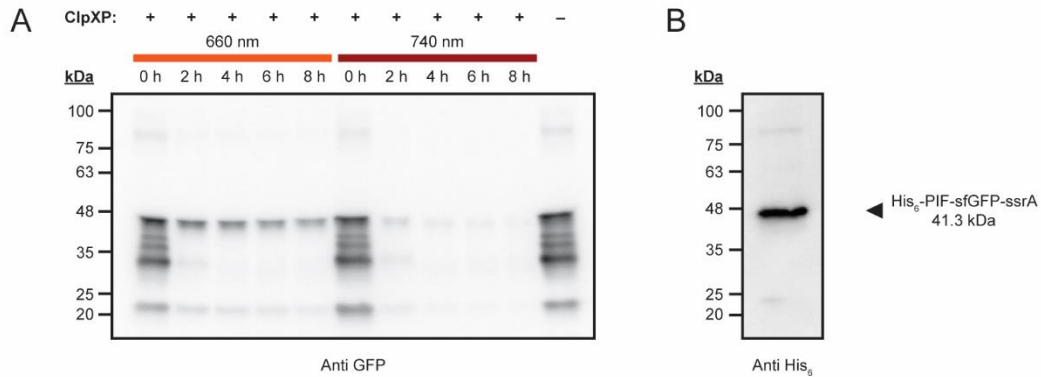 A
ClpXP: + + + + + + + + + + –
660 nm 740 nm
kDa 0 h 2 h 4 h 6 h 8 h 0 h 2 h 4 h 6 h 8 h
100
75
63
48
35
25
20
Anti GFP
B
kDa
100
75
63
48
35
25
20
His₆-PIF-sfGFP-ssrA
41.3 kDa
Anti His₆